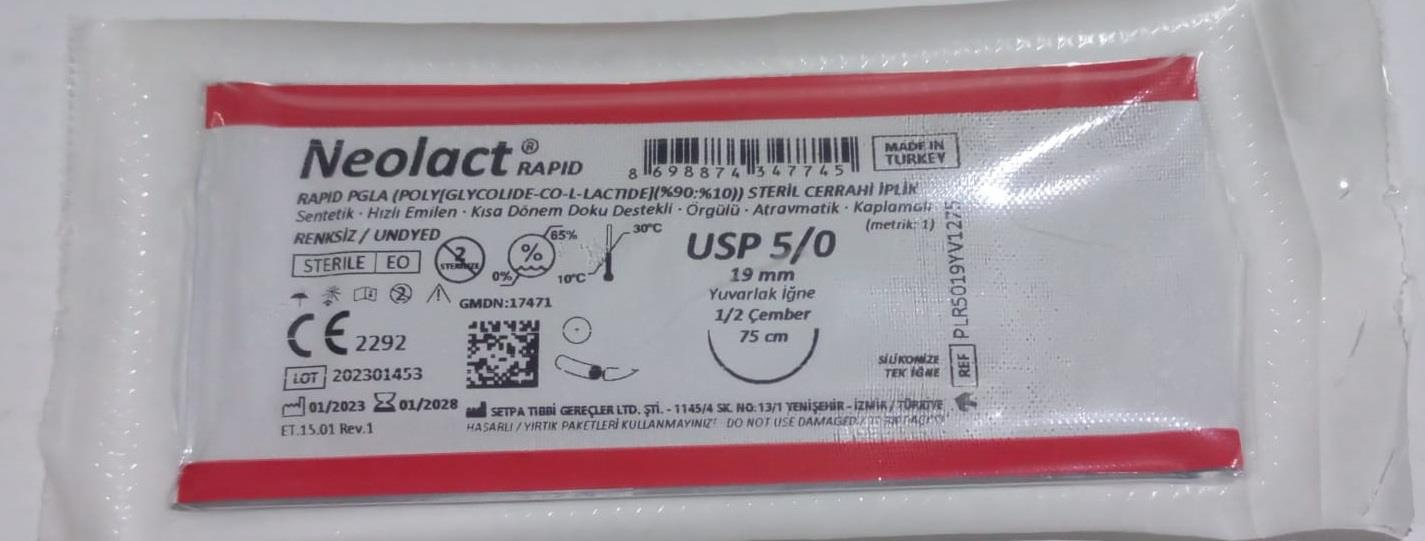 Neolact® RAPID
8 698874 347745
MADE IN
TURKEY
RAPID PGLA (POLY[GLYCOLIDE-CO-L-LACTIDE](%90:%10)) STERİL CERRAHİ İPLİK
Sentetik · Hızlı Emilen · Kısa Dönem Doku Destekli · Örgülü · Atravmatik · Kaplamalı
(metrik: 1)
RENKSİZ / UNDYED
STERILE EO
2
STERILIZE
%
65%
0%
30°C
10°C
USP 5/0
19 mm
Yuvarlak İğne
1/2 Çember
75 cm
2
GMDN:17471
CE 2292
LOT 202301453
01/2023 01/2028
ET.15.01 Rev.1
SİLİKONİZE
TEK İĞNE
REF PLR5019YV1275
SETPA TIBBİ GEREÇLER LTD. ŞTİ. - 1145/4 SK. NO:13/1 YENİŞEHİR - İZMİR / TÜRKİYE
HASARLI / YIRTIK PAKETLERİ KULLANMAYINIZ! DO NOT USE DAMAGED /